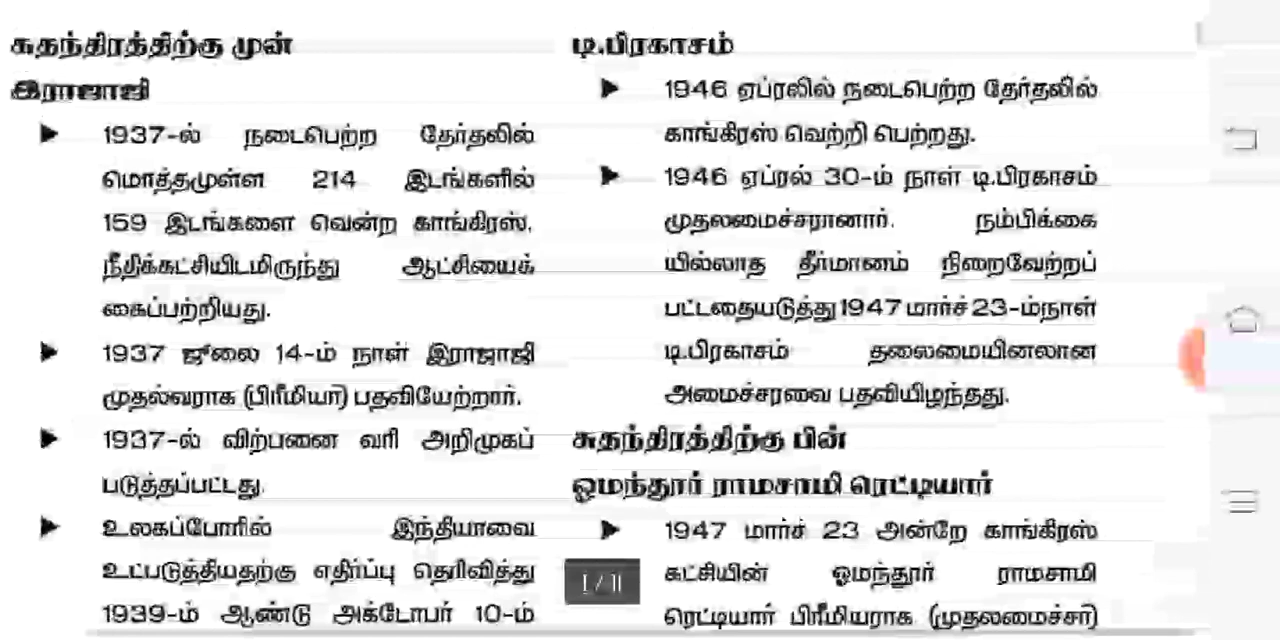 சுதந்திரத்திற்கு முன்
இராஜாஜி
1937-ல் நடைபெற்ற தேர்தலில்
மொத்தமுள்ள 214 இடங்களில்
159 இடங்களை வென்ற காங்கிரஸ்,
நீதிக்கட்சியிடமிருந்து ஆட்சியைக்
கைப்பற்றியது.
1937 ஜுலை 14-ம் நாள் இராஜாஜி
முதல்வராக (பிரீமியர்) பதவியேற்றார்.
1937-ல் விற்பனை வரி அறிமுகப்
படுத்தப்பட்டது.
உலகப்போரில் இந்தியாவை
உட்படுத்தியதற்கு எதிர்ப்பு தெரிவித்து
1939-ம் ஆண்டு அக்டோபர் 10-ம்
டி.பிரகாசம்
1946 ஏப்ரலில் நடைபெற்ற தேர்தலில்
காங்கிரஸ் வெற்றி பெற்றது.
1946 ஏப்ரல் 30-ம் நாள் டி.பிரகாசம்
முதலமைச்சரானார். நம்பிக்கை
யில்லாத தீர்மானம் நிறைவேற்றப்
பட்டதையடுத்து 1947 மார்ச் 23-ம்நாள்
டி.பிரகாசம் தலைமையினலான
அமைச்சரவை பதவியிழந்தது.
சுதந்திரத்திற்கு பின்
ஓமந்தூர் ராமசாமி ரெட்டியார்
1947 மார்ச் 23 அன்றே காங்கிரஸ்
கட்சியின் ஓமந்தூர் ராமசாமி
ரெட்டியார் பிரீமியராக (முதலமைச்சர்)